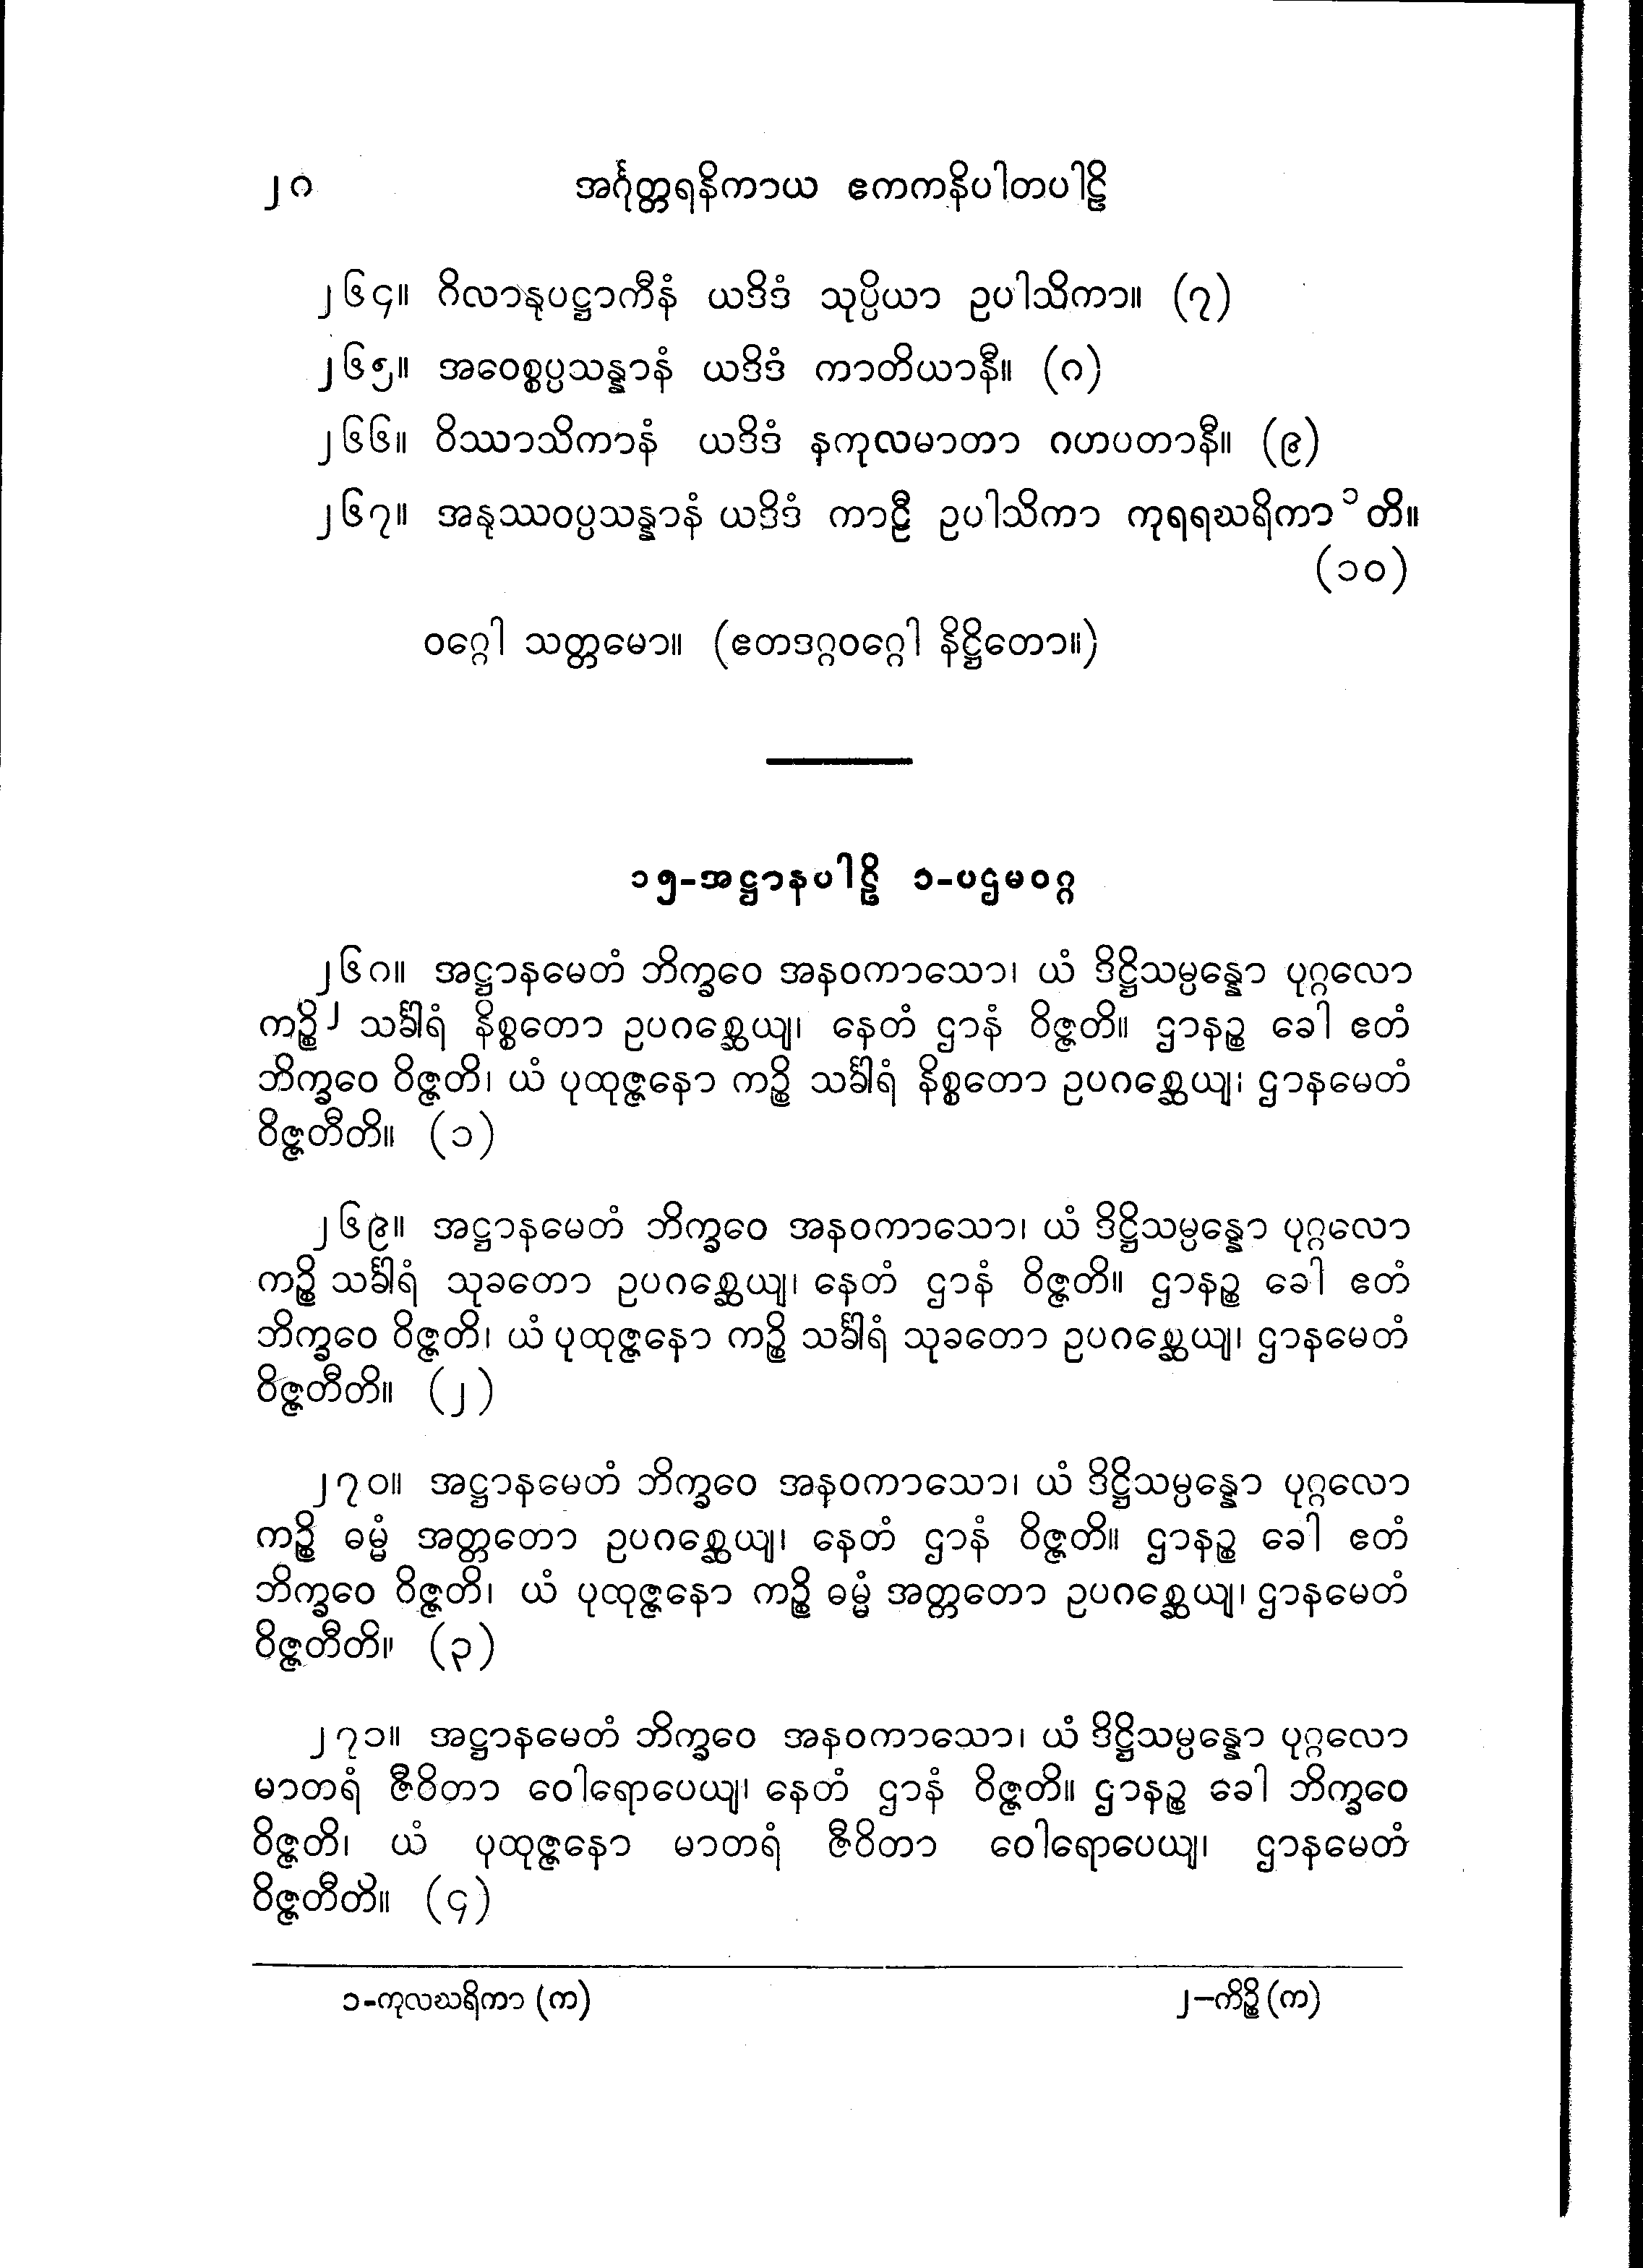 ၂၈ အင်္ဂုတ္တရနိကာယ ဧကကနိပါတပါဠိ
၂၆၄။ ဂိလာနုပဋ္ဌာကီနံ ယဒိဒံ သုပ္ပိယာ ဥပါသိကာ။ (၇)
၂၆၅။ အဝေစ္စပ္ပသန္နာနံ ယဒိဒံ ကာတိယာနီ။ (၈)
၂၆၆။ ဝိဿာသိကာနံ ယဒိဒံ နကုလမာတာ ဂဟပတာနီ။ (၉)
၂၆၇။ အနုဿဝပ္ပသန္နာနံ ယဒိဒံ ကာဠီ ဥပါသိကာ ကုရရဃရိကာ ၁ တိ။
(၁၀)
ဝဂ္ဂေါ သတ္တမော။ (ဧတဒဂ္ဂဝဂ္ဂေါ နိဋ္ဌိတော။)
၁၅-အဋ္ဌာနပါဠိ ၁-ပဌမဝဂ္ဂ
၂၆၈။ အဋ္ဌာနမေတံ ဘိက္ခဝေ အနဝကာသော၊ ယံ ဒိဋ္ဌိသမ္ပန္နော ပုဂ္ဂလော
ကဉ္စိ ၂ သင်္ခါရံ နိစ္စတော ဥပဂစ္ဆေယျ၊ နေတံ ဌာနံ ဝိဇ္ဇတိ။ ဌာနဉ္စ ခေါ ဧတံ
ဘိက္ခဝေ ဝိဇ္ဇတိ၊ ယံ ပုထုဇ္ဇနော ကဉ္စိ သင်္ခါရံ နိစ္စတော ဥပဂစ္ဆေယျ၊ ဌာနမေတံ
ဝိဇ္ဇတီတိ။ (၁)
၂၆၉။ အဋ္ဌာနမေတံ ဘိက္ခဝေ အနဝကာသော၊ ယံ ဒိဋ္ဌိသမ္ပန္နော ပုဂ္ဂလော
ကဉ္စိ သင်္ခါရံ သုခတော ဥပဂစ္ဆေယျ၊ နေတံ ဌာနံ ဝိဇ္ဇတိ။ ဌာနဉ္စ ခေါ ဧတံ
ဘိက္ခဝေ ဝိဇ္ဇတိ၊ ယံ ပုထုဇ္ဇနော ကဉ္စိ သင်္ခါရံ သုခတော ဥပဂစ္ဆေယျ၊ ဌာနမေတံ
ဝိဇ္ဇတီတိ။ (၂)
၂၇၀။ အဋ္ဌာနမေတံ ဘိက္ခဝေ အနဝကာသော၊ ယံ ဒိဋ္ဌိသမ္ပန္နော ပုဂ္ဂလော
ကဉ္စိ ဓမ္မံ အတ္တတော ဥပဂစ္ဆေယျ၊ နေတံ ဌာနံ ဝိဇ္ဇတိ။ ဌာနဉ္စ ခေါ ဧတံ
ဘိက္ခဝေ ဝိဇ္ဇတိ၊ ယံ ပုထုဇ္ဇနော ကဉ္စိ ဓမ္မံ အတ္တတော ဥပဂစ္ဆေယျ၊ ဌာနမေတံ
ဝိဇ္ဇတီတိ။ (၃)
၂၇၁။ အဋ္ဌာနမေတံ ဘိက္ခဝေ အနဝကာသော၊ ယံ ဒိဋ္ဌိသမ္ပန္နော ပုဂ္ဂလော
မာတရံ ဇီဝိတာ ဝေါရောပေယျ၊ နေတံ ဌာနံ ဝိဇ္ဇတိ။ ဌာနဉ္စ ခေါ ဘိက္ခဝေ
ဝိဇ္ဇတိ၊ ယံ ပုထုဇ္ဇနော မာတရံ ဇီဝိတာ ဝေါရောပေယျ၊ ဌာနမေတံ
ဝိဇ္ဇတီတိ။ (၄)
၁-ကုလဃရိကာ (က) ၂-ကိဉ္စိ (က)